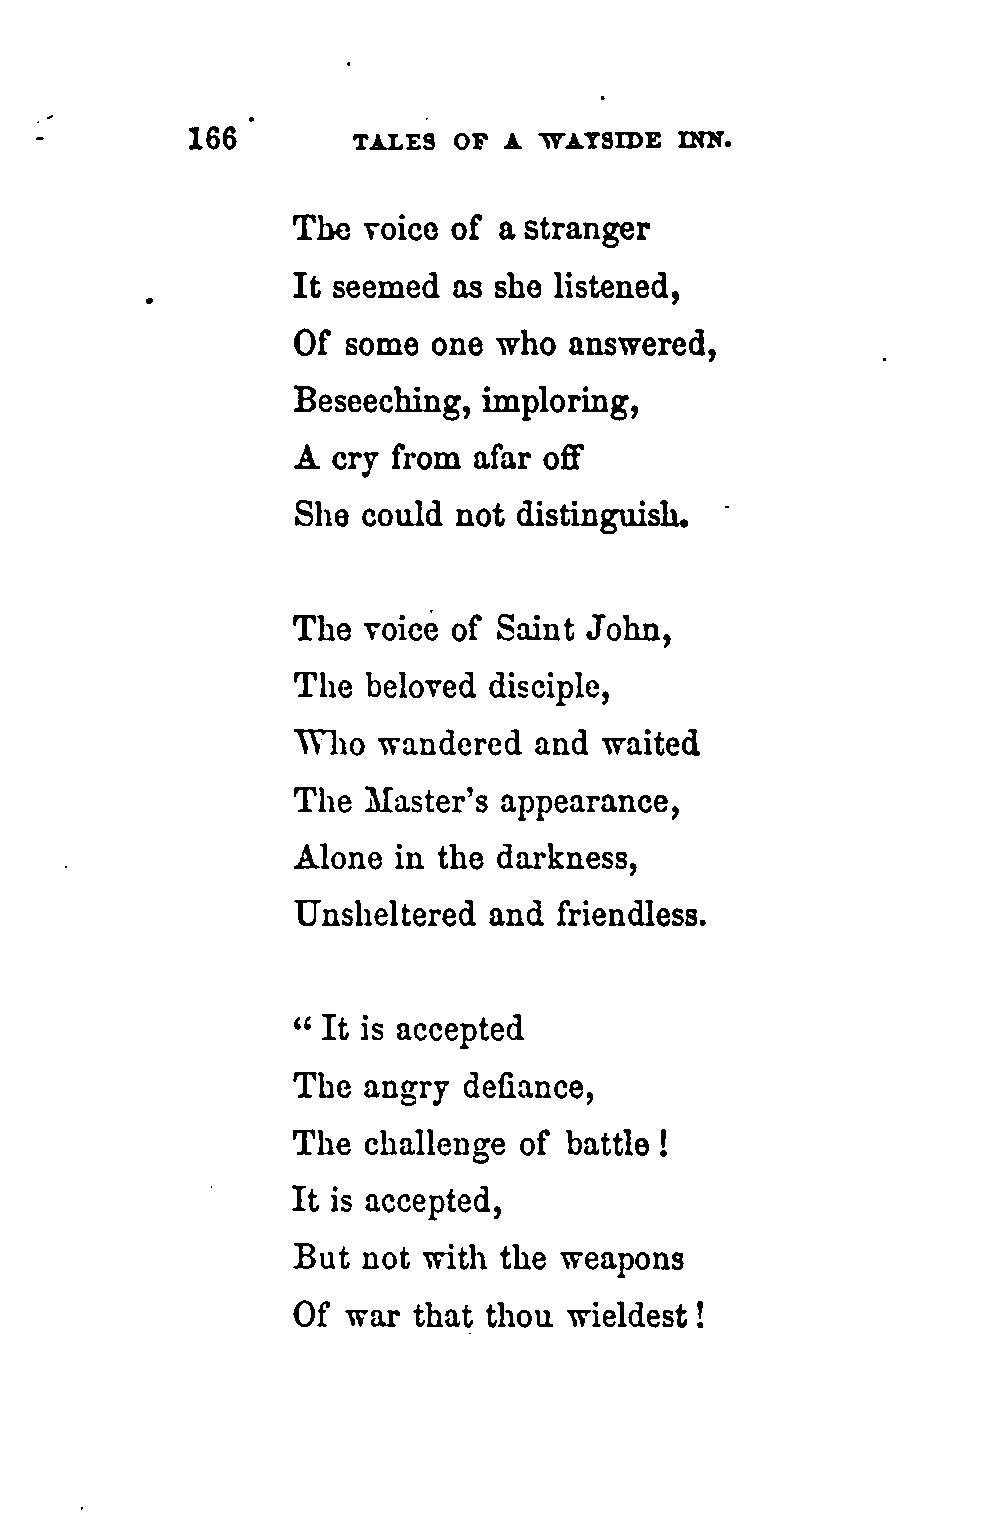 166 TALES OF A WAYSIDE INN.
The voice of a stranger
It seemed as she listened,
Of some one who answered,
Beseeching, imploring,
A cry from afar off
She could not distinguish.
The voice of Saint John,
The beloved disciple,
Who wandered and waited
The Master's appearance,
Alone in the darkness,
Unsheltered and friendless.
“ It is accepted
The angry defiance,
The challenge of battle !
It is accepted,
But not with the weapons
Of war that thou wieldest !